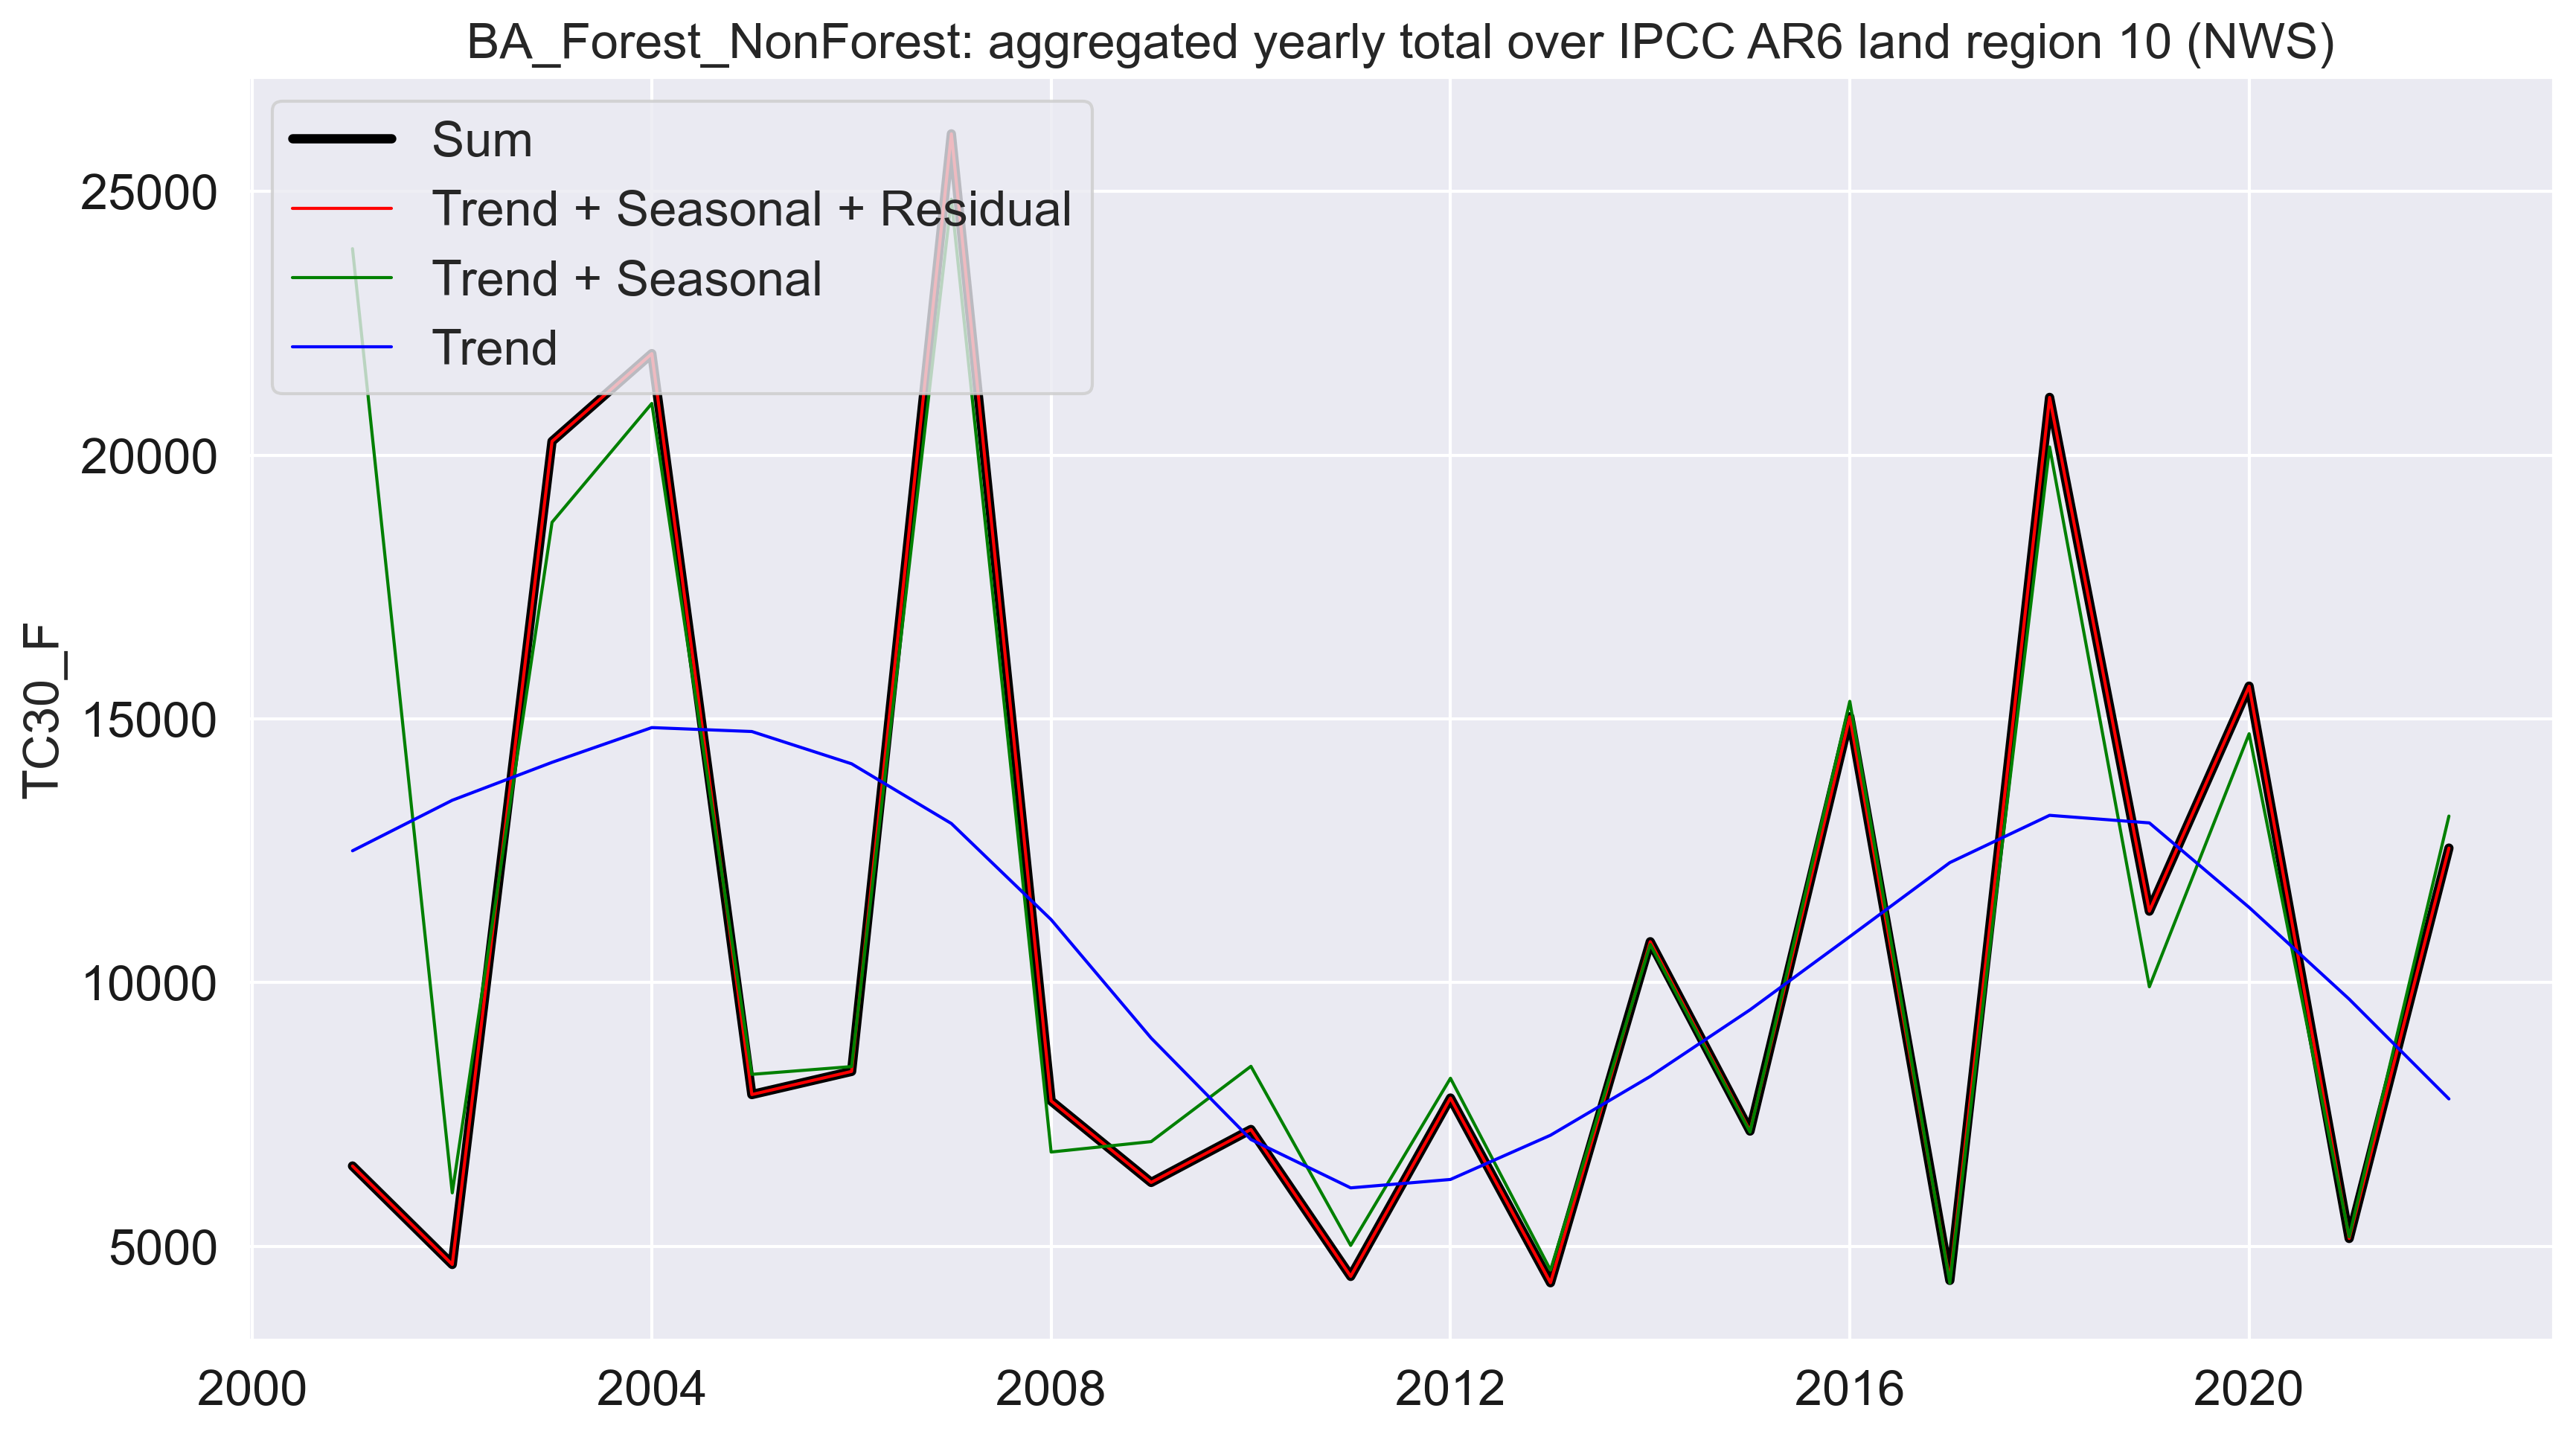 BA_Forest_NonForest: aggregated yearly total over IPCC AR6 land region 10 (NWS)
Sum
Trend + Seasonal + Residual
Trend + Seasonal
Trend
25000
20000
15000
10000
5000
TC30_F
2000
2004
2008
2012
2016
2020